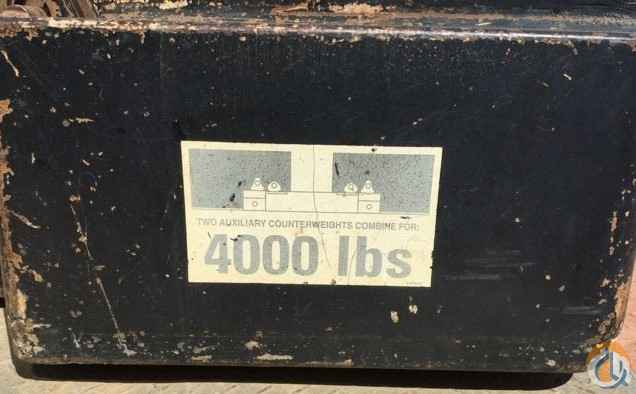 TWO AUXILIARY COUNTERWEIGHTS COMBINE FOR:
4000 lbs